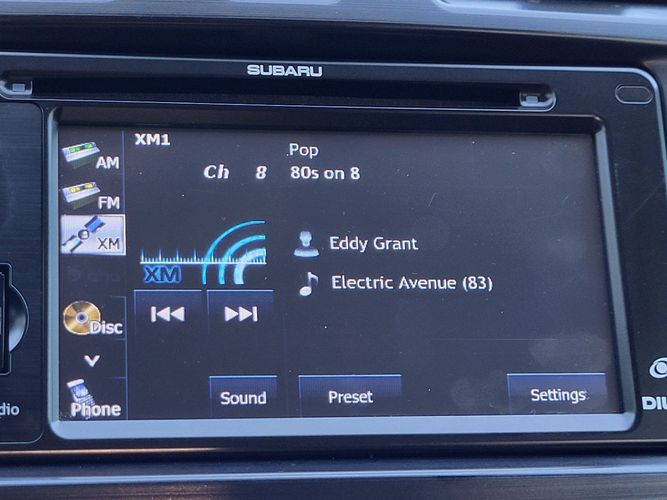 SUBARU
XM1
Pop
Ch 8 80s on 8
AM
FM
XM
XM
Eddy Grant
Electric Avenue (83)
Disc
Phone
Sound
Preset
Settings